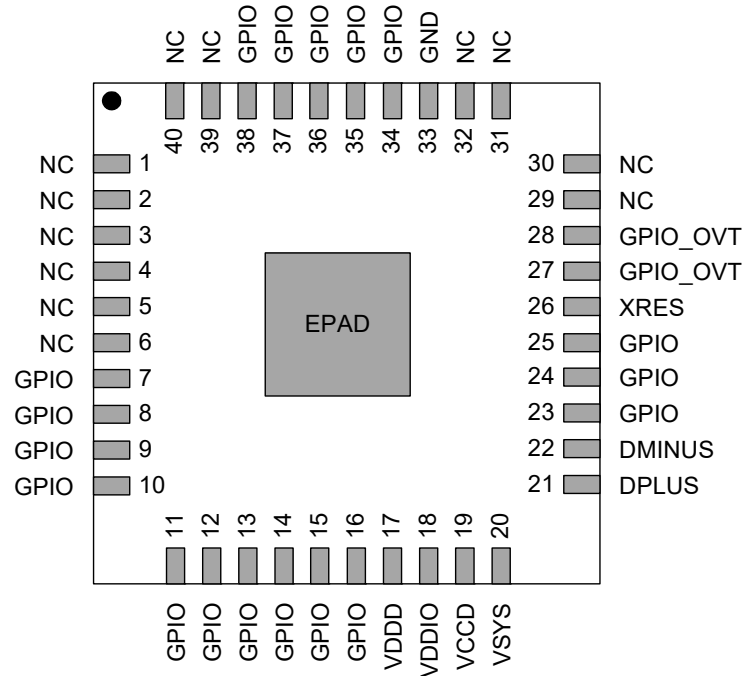 NC NC GPIO GPIO GPIO GPIO GPIO GND NC NC
40 39 38 37 36 35 34 33 32 31
NC 1 30 NC
NC 2 29 NC
NC 3 28 GPIO_OVT
NC 4 27 GPIO_OVT
NC 5 26 XRES
EPAD
NC 6 25 GPIO
GPIO 7 24 GPIO
GPIO 8 23 GPIO
GPIO 9 22 DMINUS
GPIO 10 21 DPLUS
11 12 13 14 15 16 17 18 19 20
GPIO GPIO GPIO GPIO GPIO GPIO VDDD VDDIO VCCD VSYS